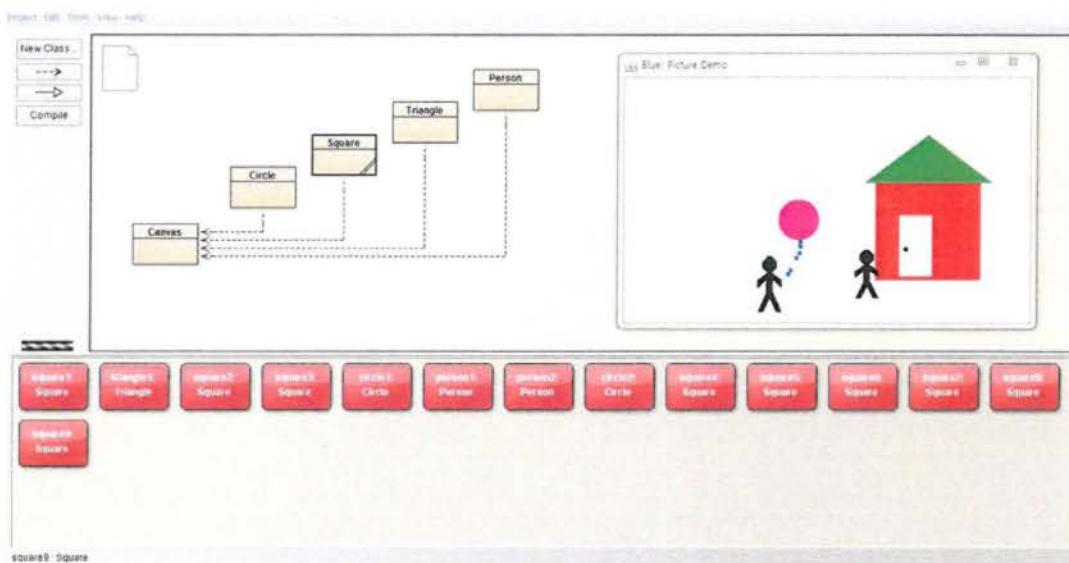 Project Edit Tools View Help
New Class...
Compile
Person
Triangle
Square
Circle
Canvas
BlueJ Picture Demo
square1:
Square
triangle1:
Triangle
square2:
Square
square3:
Square
circle1:
Circle
person1:
Person
person2:
Person
circle2:
Circle
square4:
Square
square5:
Square
square6:
Square
square7:
Square
square8:
Square
square9:
Square
square9 : Square